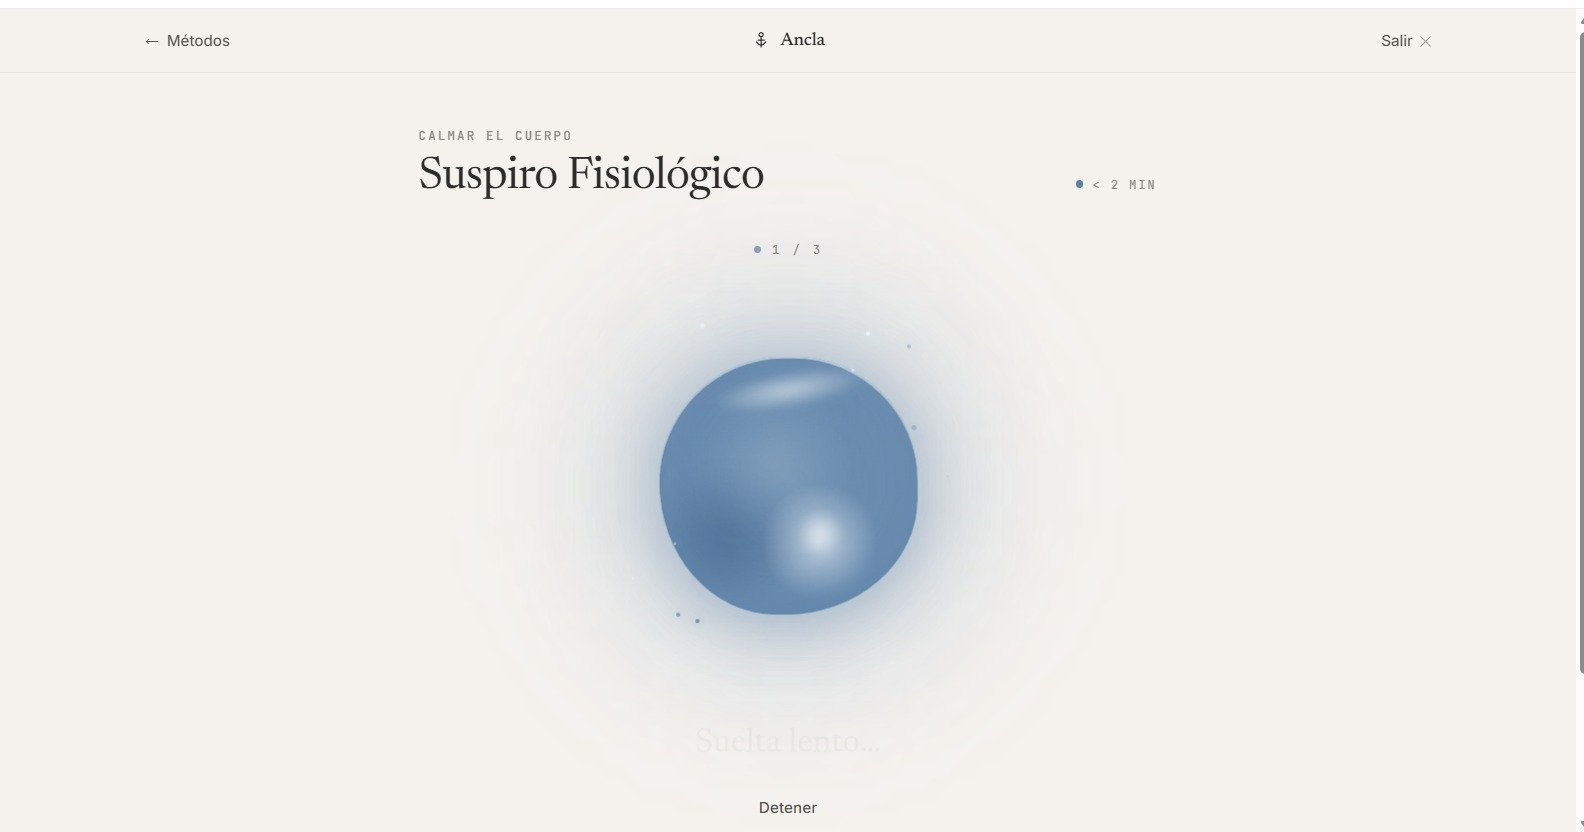 ← Métodos
Ancla
Salir ×
CALMAR EL CUERPO
Suspiro Fisiológico
< 2 MIN
1 / 3
Suelta lento...
Detener